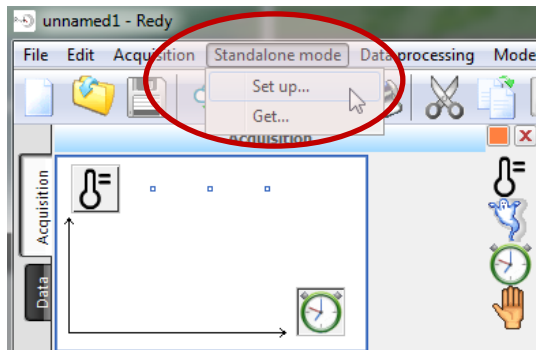 unnamed1 - Redy
File Edit Acquisition Standalone mode Data processing Mode
Set up...
Get...
Acquisition
Acquisition
Data